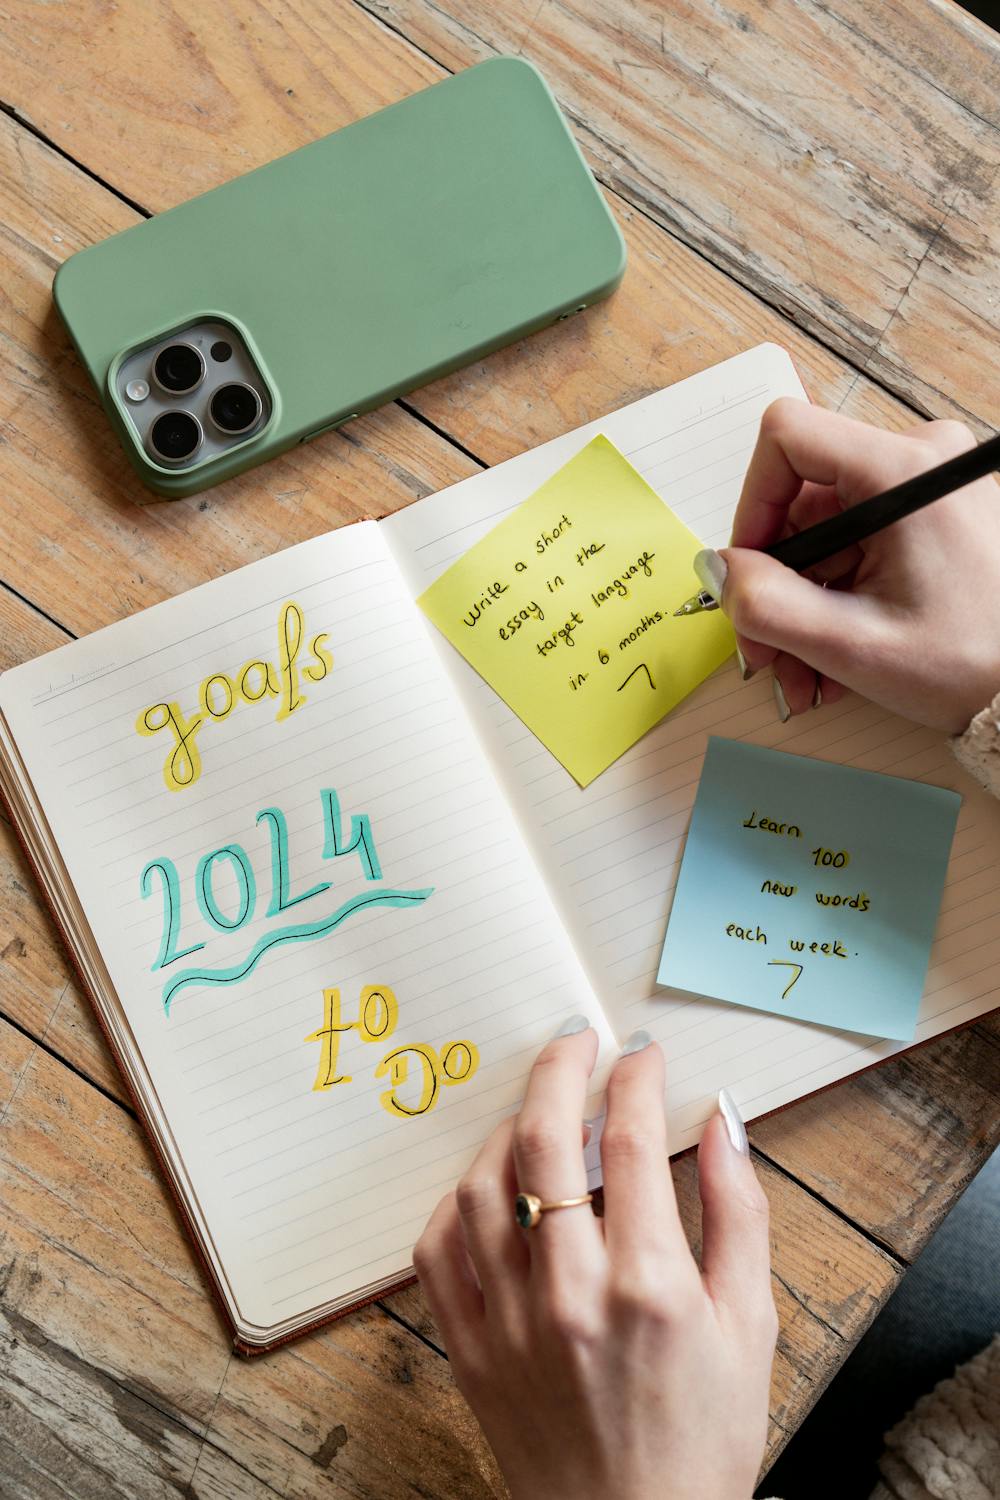 goals
2024
to
Do
Write a short
essay in the
target language
in 6 months.
Learn
100
new words
each week.